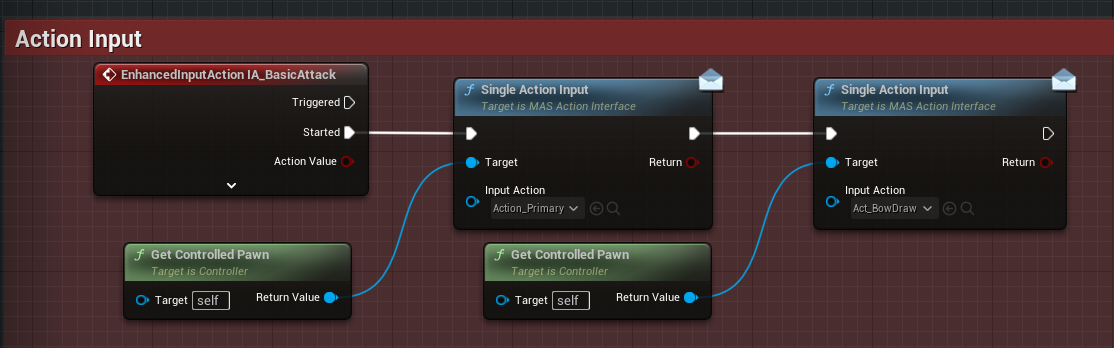 Action Input
EnhancedInputAction IA_BasicAttack
Triggered
Started
Action Value
Single Action Input
Target is MAS Action Interface
Target
Return
Input Action
Action_Primary
Single Action Input
Target is MAS Action Interface
Target
Return
Input Action
Act_BowDraw
Get Controlled Pawn
Target is Controller
Target self Return Value
Get Controlled Pawn
Target is Controller
Target self Return Value